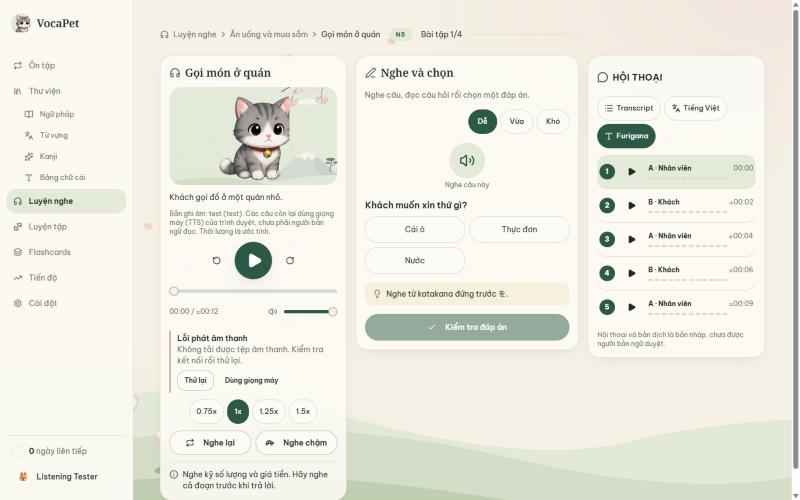 VocaPet
Ôn tập
Thư viện
Ngữ pháp
Từ vựng
Kanji
Bảng chữ cái
Luyện nghe
Luyện tập
Flashcards
Tiến độ
Cài đặt
0 ngày liên tiếp
Listening Tester
Luyện nghe > Ăn uống và mua sắm > Gọi món ở quán N5 Bài tập 1/4
Gọi món ở quán
Khách gọi đồ ở một quán nhỏ.
Bản ghi âm: test (test). Các câu còn lại dùng giọng
máy (TTS) của trình duyệt, chưa phải người bản
ngữ đọc. Thời lượng là ước tính.
00:00 / ≈00:12
Lỗi phát âm thanh
Không tải được tệp âm thanh. Kiểm tra
kết nối rồi thử lại.
Thử lại
Dùng giọng máy
0.75x
1x
1.25x
1.5x
Nghe lại
Nghe chậm
Nghe kỹ số lượng và giá tiền. Hãy nghe
cả đoạn trước khi trả lời.
Nghe và chọn
Nghe câu, đọc câu hỏi rồi chọn một đáp án.
Dễ
Vừa
Khó
Nghe câu này
Khách muốn xin thứ gì?
Cái ô
Thực đơn
Nước
Nghe từ katakana đứng trước を.
Kiểm tra đáp án
HỘI THOẠI
Transcript
Tiếng Việt
Furigana
1 A · Nhân viên 00:00
2 B · Khách ≈00:02
3 A · Nhân viên ≈00:04
4 B · Khách ≈00:06
5 A · Nhân viên ≈00:09
Hội thoại và bản dịch là bản nháp, chưa được
người bản ngữ duyệt.